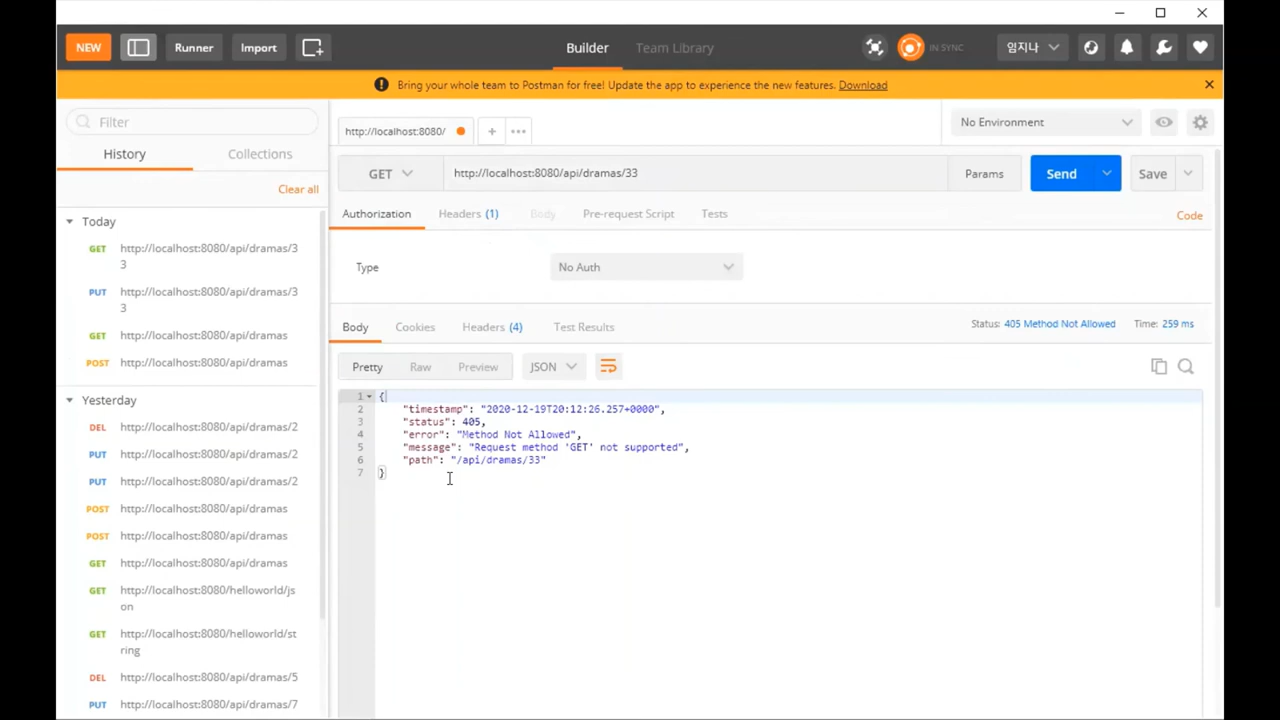 NEW
Runner
Import
Builder
Team Library
IN SYNC
임지나
Bring your whole team to Postman for free! Update the app to experience the new features. Download
Filter
History
Collections
Clear all
Today
GET http://localhost:8080/api/dramas/3
3
PUT http://localhost:8080/api/dramas/3
3
GET http://localhost:8080/api/dramas
POST http://localhost:8080/api/dramas
Yesterday
DEL http://localhost:8080/api/dramas/2
PUT http://localhost:8080/api/dramas/2
PUT http://localhost:8080/api/dramas/2
POST http://localhost:8080/api/dramas
POST http://localhost:8080/api/dramas
GET http://localhost:8080/api/dramas
GET http://localhost:8080/helloworld/js
on
GET http://localhost:8080/helloworld/st
ring
DEL http://localhost:8080/api/dramas/5
PUT http://localhost:8080/api/dramas/7
http://localhost:8080/
No Environment
GET
http://localhost:8080/api/dramas/33
Params
Send
Save
Authorization
Headers (1)
Body
Pre-request Script
Tests
Code
Type
No Auth
Body
Cookies
Headers (4)
Test Results
Status: 405 Method Not Allowed
Time: 259 ms
Pretty
Raw
Preview
JSON
1 {
2 "timestamp": "2020-12-19T20:12:26.257+0000",
3 "status": 405,
4 "error": "Method Not Allowed",
5 "message": "Request method 'GET' not supported",
6 "path": "/api/dramas/33"
7 }